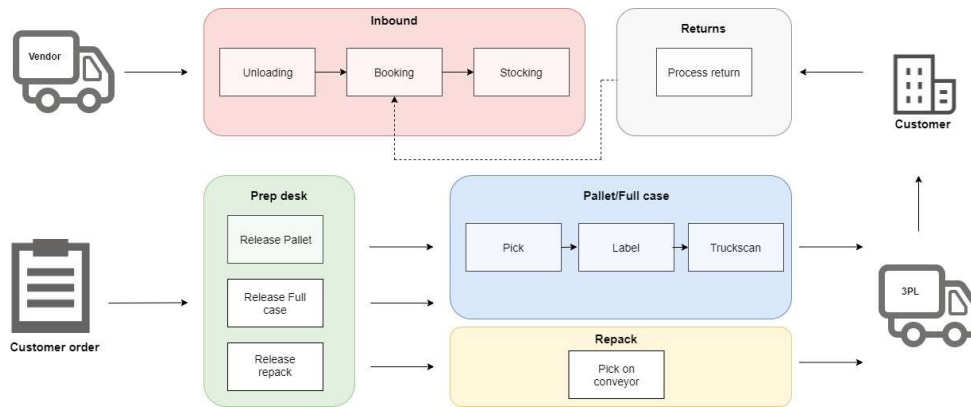 Inbound
Returns
Vendor
Unloading
Booking
Stocking
Process return
Customer
Prep desk
Pallet/Full case
Release Pallet
Pick
Label
Truckscan
Release Full
case
3PL
Customer order
Release
repack
Repack
Pick on
conveyor